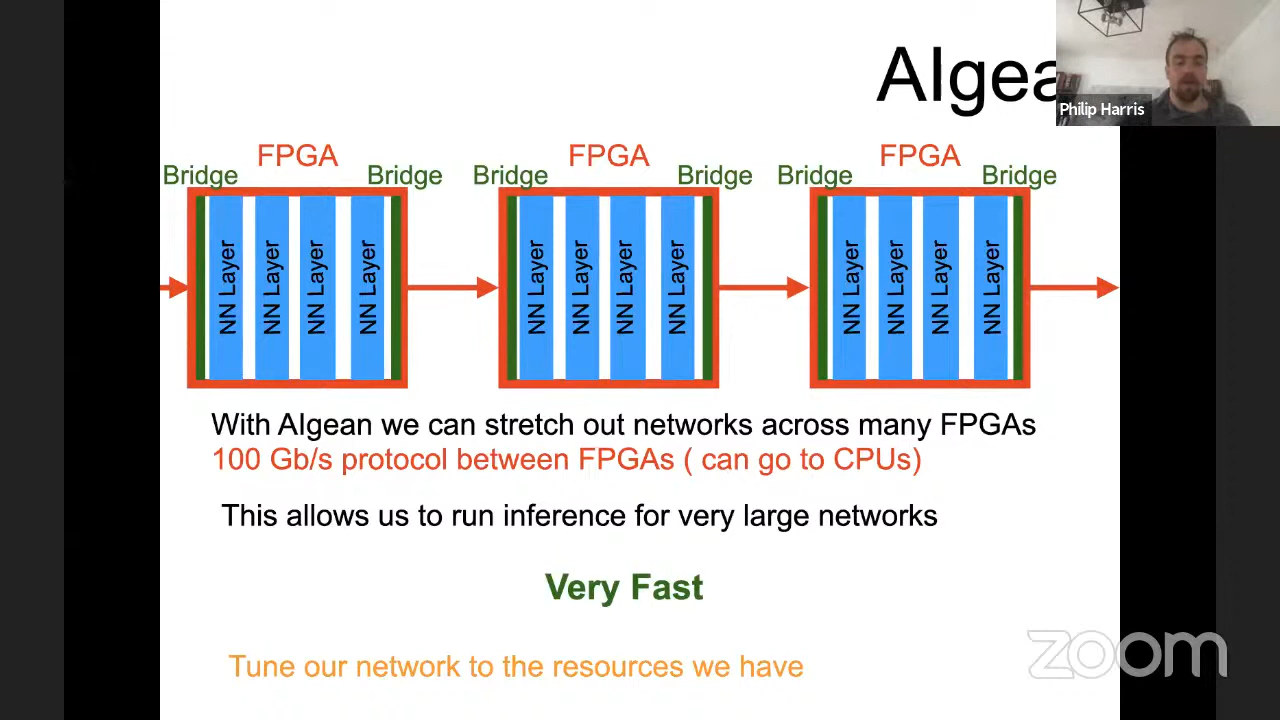 AIgea
Philip Harris
FPGA FPGA FPGA
Bridge Bridge Bridge Bridge Bridge Bridge
NN Layer NN Layer NN Layer NN Layer NN Layer NN Layer NN Layer NN Layer NN Layer NN Layer NN Layer NN Layer
With AIgean we can stretch out networks across many FPGAs
100 Gb/s protocol between FPGAs ( can go to CPUs)
This allows us to run inference for very large networks
Very Fast
Tune our network to the resources we have
zoom